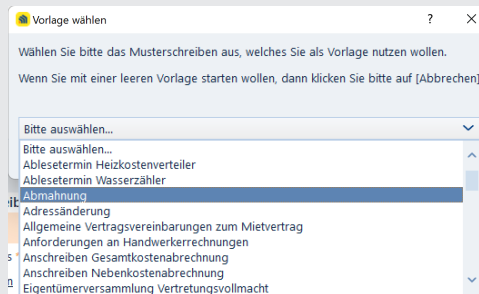 Vorlage wählen ? ×
Wählen Sie bitte das Musterschreiben aus, welches Sie als Vorlage nutzen wollen.
Wenn Sie mit einer leeren Vorlage starten wollen, dann klicken Sie bitte auf [Abbrechen]
Bitte auswählen...
Bitte auswählen...
Ablesetermin Heizkostenverteiler
Ablesetermin Wasserzähler
Abmahnung
Adressänderung
Allgemeine Vertragsvereinbarungen zum Mietvertrag
Anforderungen an Handwerkerrechnungen
Anschreiben Gesamtkostenabrechnung
Anschreiben Nebenkostenabrechnung
Eigentümerversammlung Vertretungsvollmacht